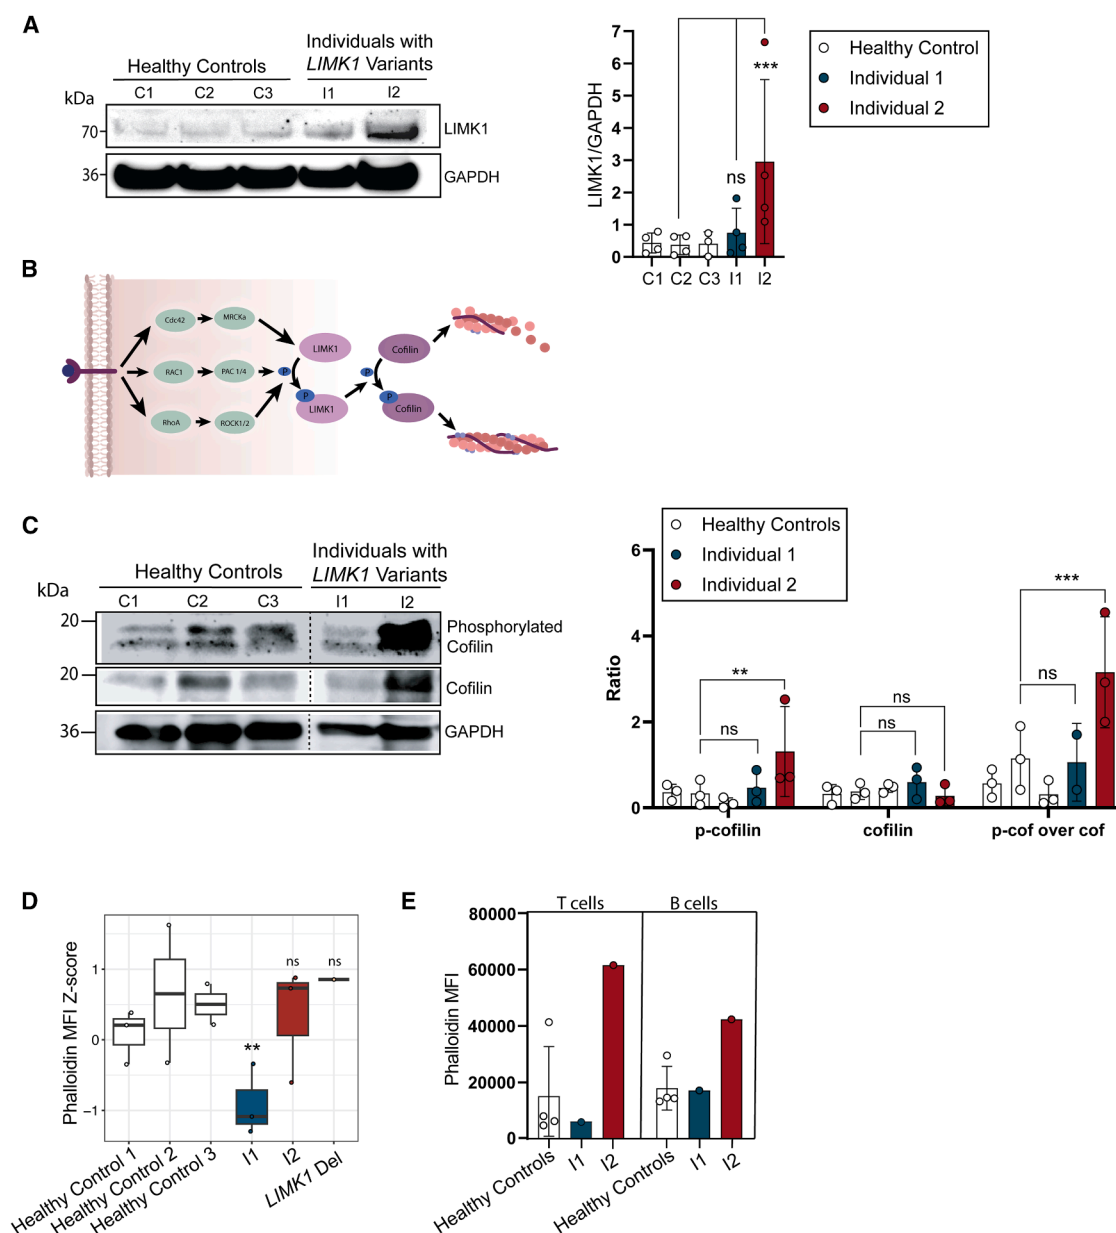 A
Healthy Controls
Individuals with
LIMK1 Variants
kDa
C1 C2 C3 I1 I2
70
LIMK1
36
GAPDH
LIMK1/GAPDH
7
6
5
4
3
2
1
0
ns
***
C1 C2 C3 I1 I2
Healthy Control
Individual 1
Individual 2
B
Cdc42
MRCKa
RAC1
PAC 1/4
RhoA
ROCK1/2
P
LIMK1
P
LIMK1
P
Cofilin
P
Cofilin
C
Healthy Controls
Individuals with
LIMK1 Variants
kDa
C1 C2 C3 I1 I2
20
Phosphorylated
Cofilin
20
Cofilin
36
GAPDH
Healthy Controls
Individual 1
Individual 2
Ratio
6
4
2
0
**
ns
ns
ns
***
ns
p-cofilin
cofilin
p-cof over cof
D
Phalloidin MFI Z-score
1
0
−1
**
ns
ns
Healthy Control 1
Healthy Control 2
Healthy Control 3
I1
I2
LIMK1 Del
E
T cells
B cells
Phalloidin MFI
80000
60000
40000
20000
0
Healthy Controls
I1
I2
Healthy Controls
I1
I2